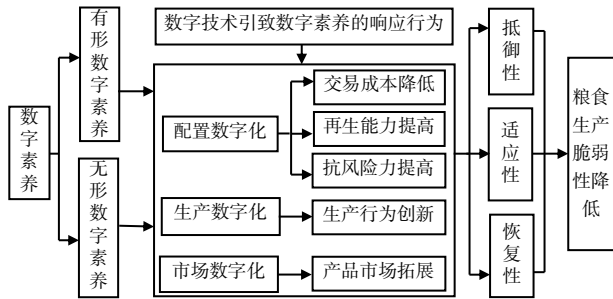 数字素养
有形数字素养
无形数字素养
数字技术引致数字素养的响应行为
配置数字化
交易成本降低
再生能力提高
抗风险力提高
生产数字化
生产行为创新
市场数字化
产品市场拓展
抵御性
适应性
恢复性
粮食
生产
脆弱
性降
低